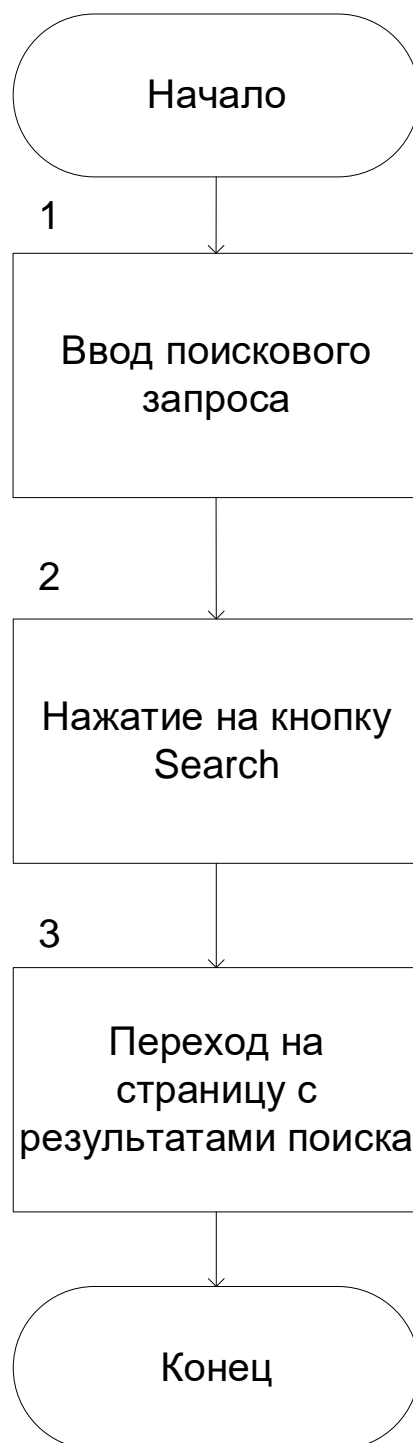 Начало
1
Ввод поискового
запроса
2
Нажатие на кнопку
Search
3
Переход на
страницу с
результатами поиска
Конец